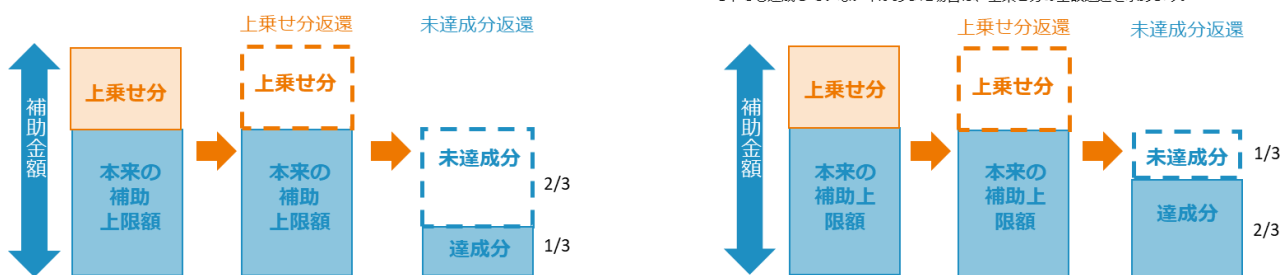 上乗せ分返還
未達成分返還
補助金額
上乗せ分
本来の
補助
上限額
上乗せ分
本来の
補助
上限額
未達成分
2/3
達成分
1/3
上乗せ分返還
未達成分返還
補助金額
上乗せ分
本来の
補助上
限額
上乗せ分
本来の
補助上
限額
未達成分
1/3
達成分
2/3